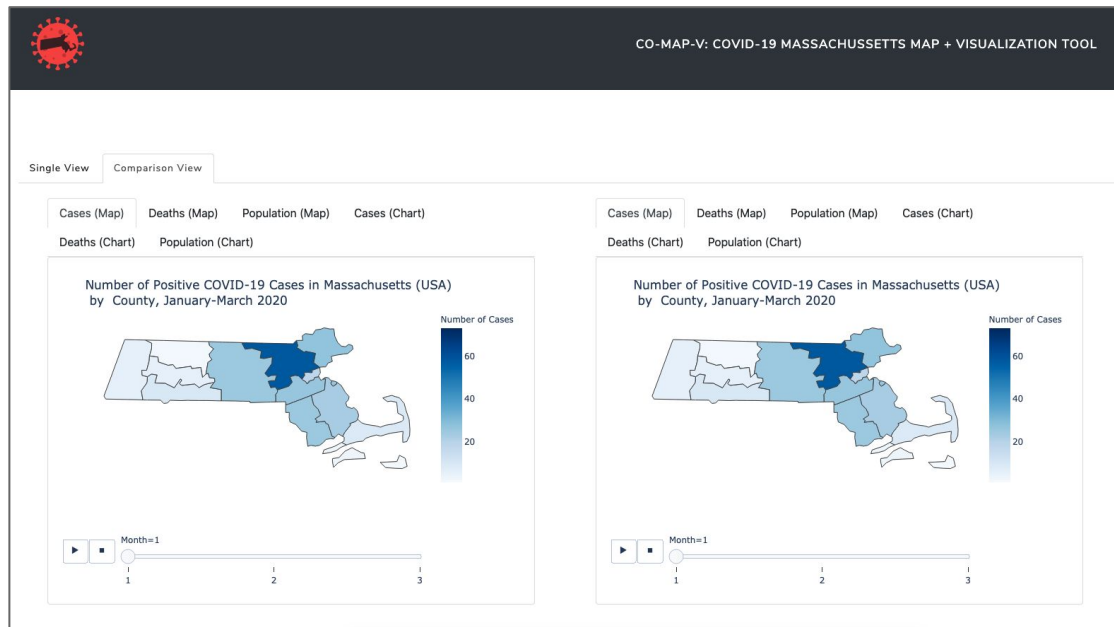 CO-MAP-V: COVID-19 MASSACHUSSETTS MAP + VISUALIZATION TOOL
Single View
Comparison View
Cases (Map)
Deaths (Map)
Population (Map)
Cases (Chart)
Deaths (Chart)
Population (Chart)
Number of Positive COVID-19 Cases in Massachusetts (USA)
by County, January-March 2020
Number of Cases
60
40
20
Month=1
1
2
3
Cases (Map)
Deaths (Map)
Population (Map)
Cases (Chart)
Deaths (Chart)
Population (Chart)
Number of Positive COVID-19 Cases in Massachusetts (USA)
by County, January-March 2020
Number of Cases
60
40
20
Month=1
1
2
3